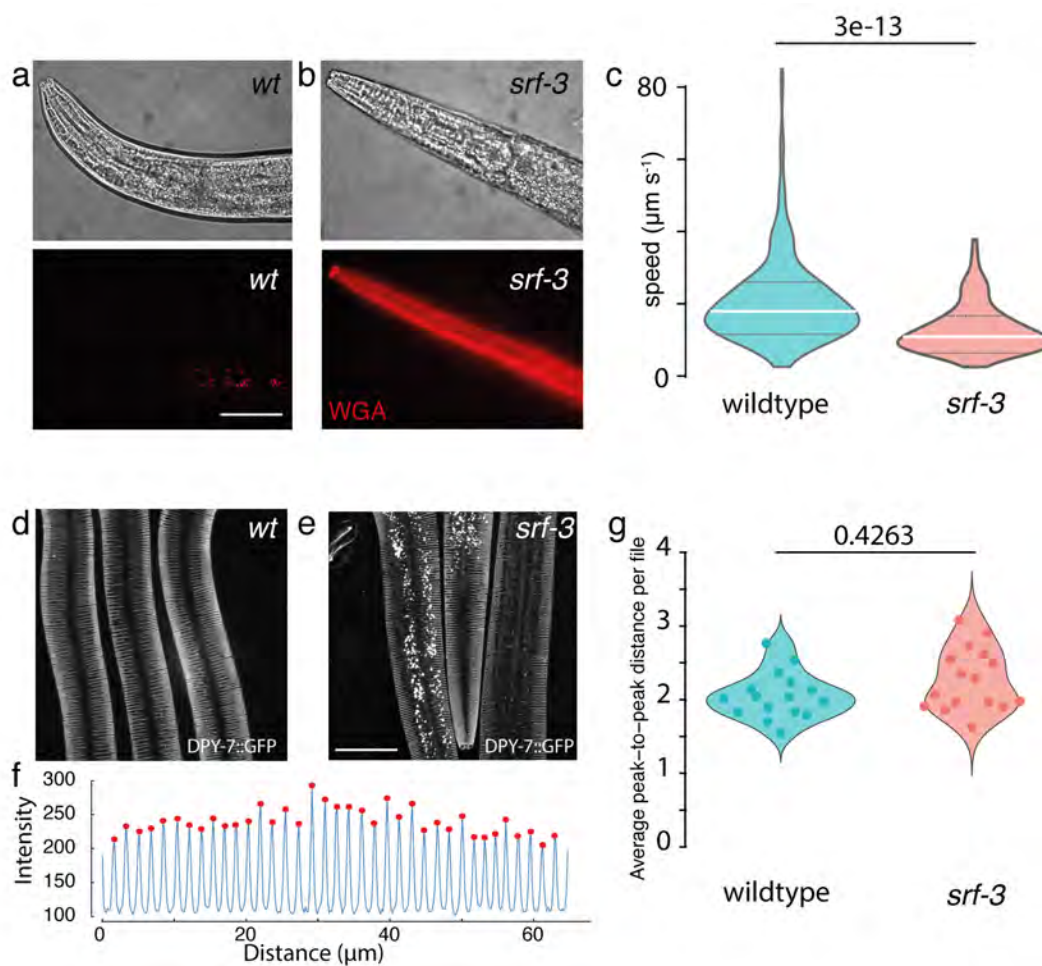 a
wt
b
srf-3
wt
srf-3
WGA
c
3e-13
80
speed (μm s⁻¹)
0
wildtype
srf-3
d
wt
DPY-7::GFP
e
srf-3
DPY-7::GFP
f
300
250
200
150
100
Intensity
0
20
40
60
Distance (μm)
g
0.4263
4
3
2
1
0
Average peak−to−peak distance per file
wildtype
srf-3